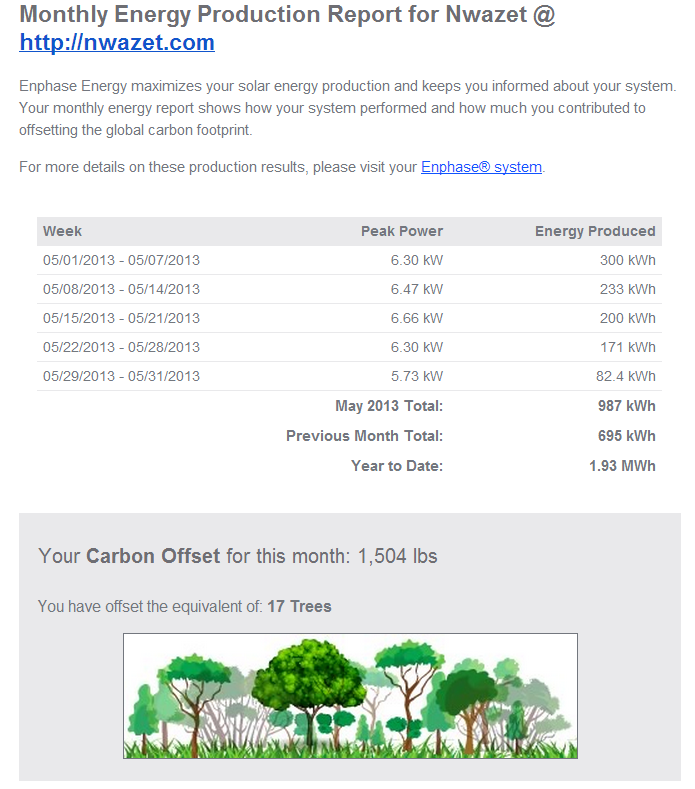 Monthly Energy Production Report for Nwazet @
http://nwazet.com
Enphase Energy maximizes your solar energy production and keeps you informed about your system.
Your monthly energy report shows how your system performed and how much you contributed to
offsetting the global carbon footprint.
For more details on these production results, please visit your Enphase® system.
Week Peak Power Energy Produced
05/01/2013 - 05/07/2013 6.30 kW 300 kWh
05/08/2013 - 05/14/2013 6.47 kW 233 kWh
05/15/2013 - 05/21/2013 6.66 kW 200 kWh
05/22/2013 - 05/28/2013 6.30 kW 171 kWh
05/29/2013 - 05/31/2013 5.73 kW 82.4 kWh
May 2013 Total: 987 kWh
Previous Month Total: 695 kWh
Year to Date: 1.93 MWh
Your Carbon Offset for this month: 1,504 lbs
You have offset the equivalent of: 17 Trees